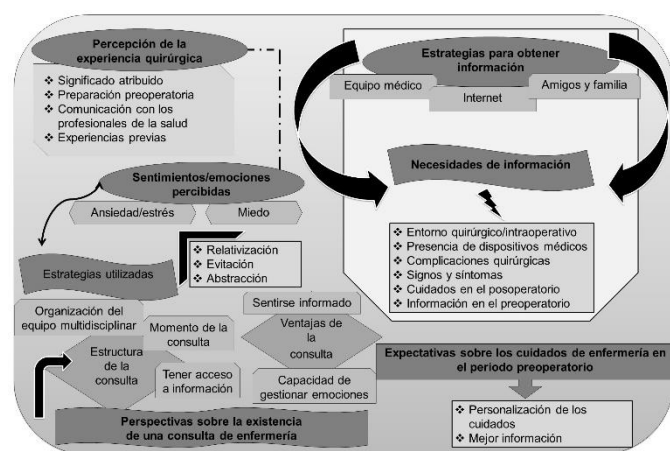 Percepción de la
experiencia quirúrgica
❖ Significado atribuido
❖ Preparación preoperatoria
❖ Comunicación con los
profesionales de la salud
❖ Experiencias previas
Estrategias para obtener
información
Equipo médico
Internet
Amigos y familia
Necesidades de información
❖ Entorno quirúrgico/intraoperativo
❖ Presencia de dispositivos médicos
❖ Complicaciones quirúrgicas
❖ Signos y síntomas
❖ Cuidados en el posoperatorio
❖ Información en el preoperatorio
Sentimientos/emociones
percibidas
Ansiedad/estrés
Miedo
Estrategias utilizadas
❖ Relativización
❖ Evitación
❖ Abstracción
Organización del
equipo multidisciplinar
Momento de la
consulta
Estructura
de la
consulta
Tener acceso
a información
Sentirse informado
Ventajas de
la
consulta
Capacidad de
gestionar emociones
Perspectivas sobre la existencia
de una consulta de enfermería
Expectativas sobre los cuidados de enfermería en
el periodo preoperatorio
❖ Personalización de los
cuidados
❖ Mejor información